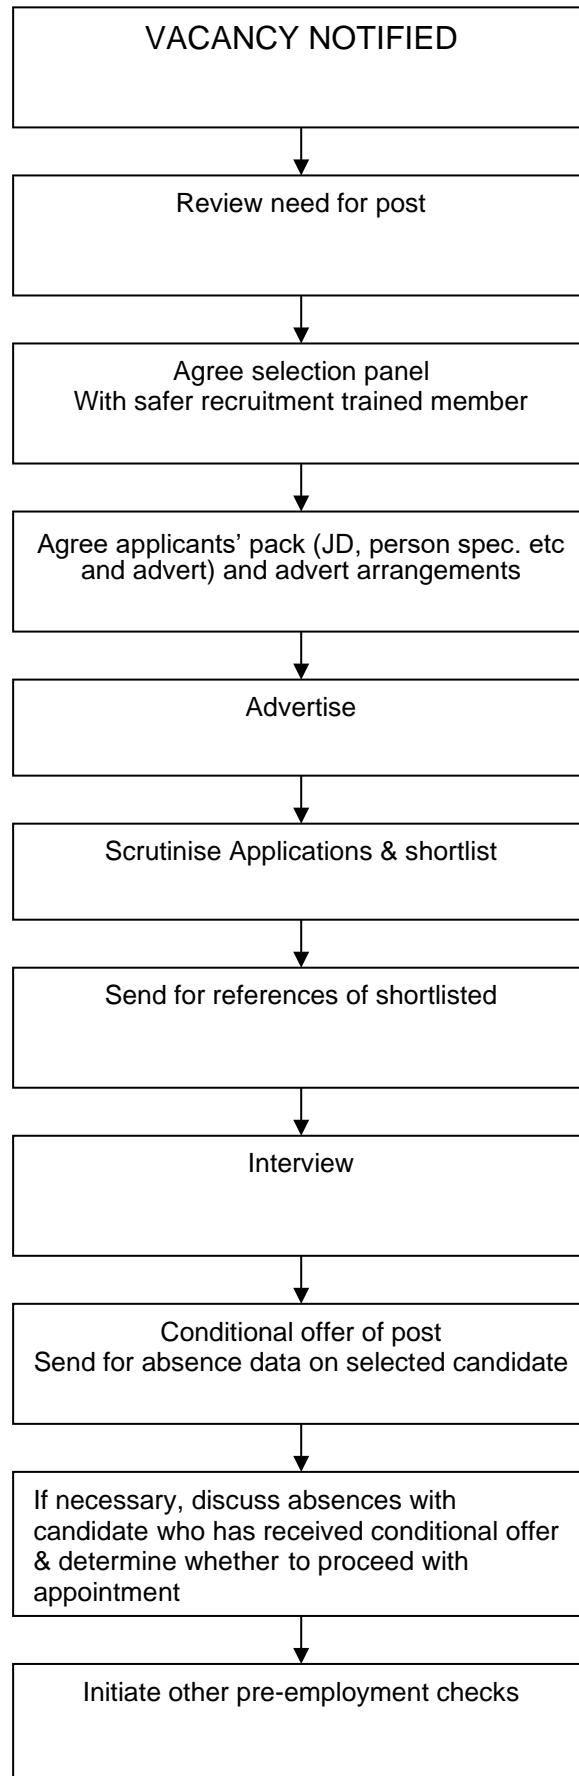 VACANCY NOTIFIED
Review need for post
Agree selection panel
With safer recruitment trained member
Agree applicants’ pack (JD, person spec. etc
and advert) and advert arrangements
Advertise
Scrutinise Applications & shortlist
Send for references of shortlisted
Interview
Conditional offer of post
Send for absence data on selected candidate
If necessary, discuss absences with
candidate who has received conditional offer
& determine whether to proceed with
appointment
Initiate other pre-employment checks